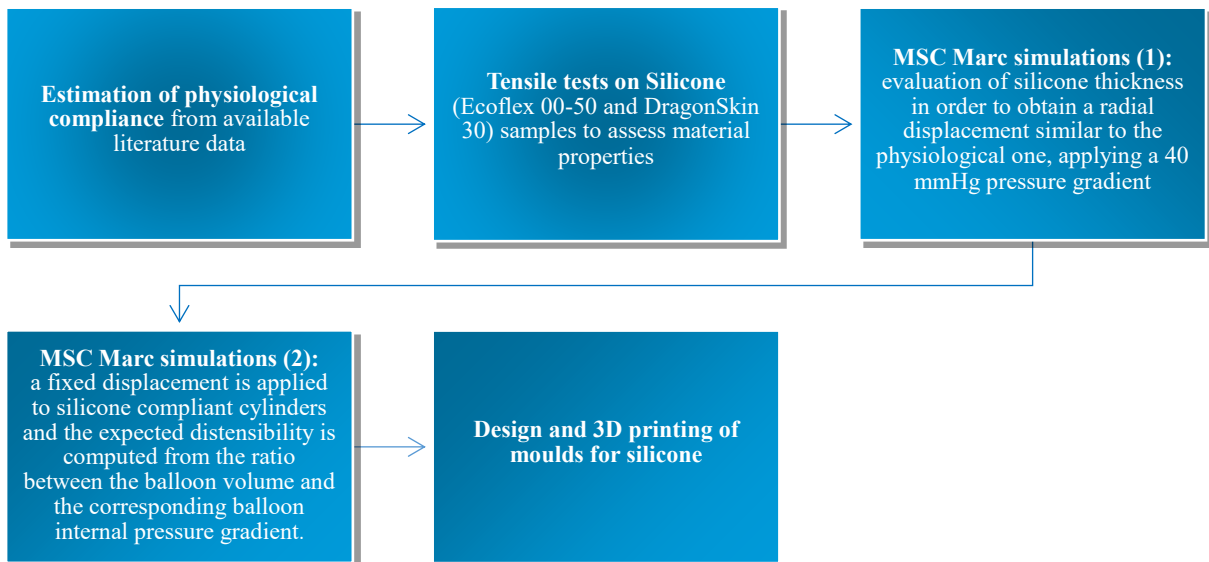 Estimation of physiological
compliance from available
literature data
Tensile tests on Silicone
(Ecoflex 00-50 and DragonSkin
30) samples to assess material
properties
MSC Marc simulations (1):
evaluation of silicone thickness
in order to obtain a radial
displacement similar to the
physiological one, applying a 40
mmHg pressure gradient
MSC Marc simulations (2):
a fixed displacement is applied
to silicone compliant cylinders
and the expected distensibility is
computed from the ratio
between the balloon volume and
the corresponding balloon
internal pressure gradient.
Design and 3D printing of
moulds for silicone